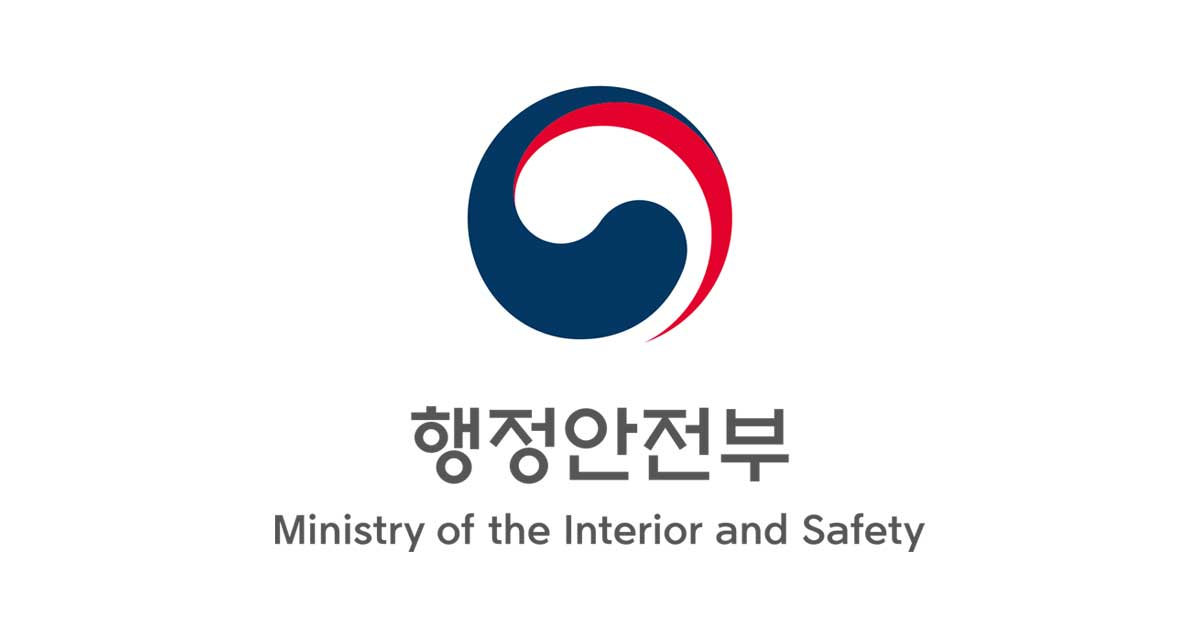 행정안전부
Ministry of the Interior and Safety